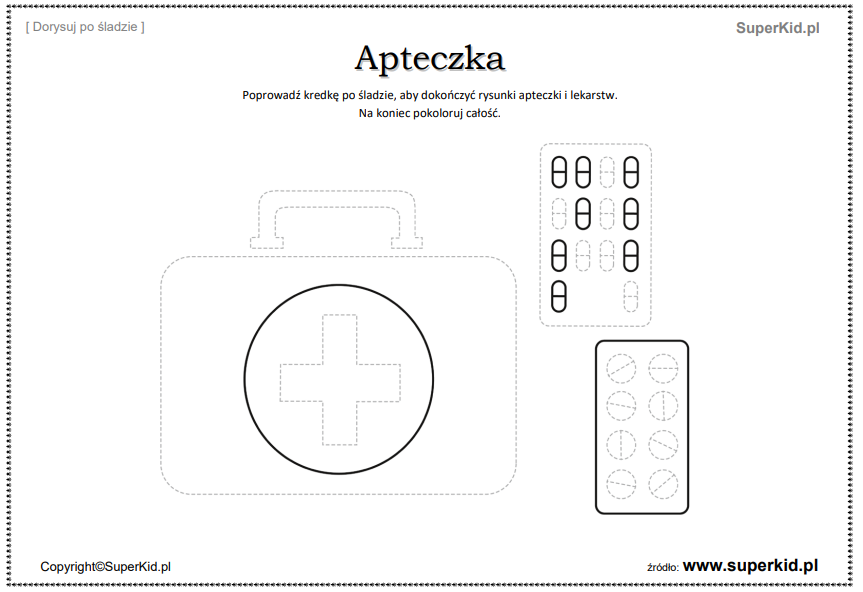 [ Dorysuj po śladzie ]
SuperKid.pl
Apteczka
Poprowadź kredkę po śladzie, aby dokończyć rysunki apteczki i lekarstw.
Na koniec pokoloruj całość.
Copyright©SuperKid.pl
źródło: www.superkid.pl